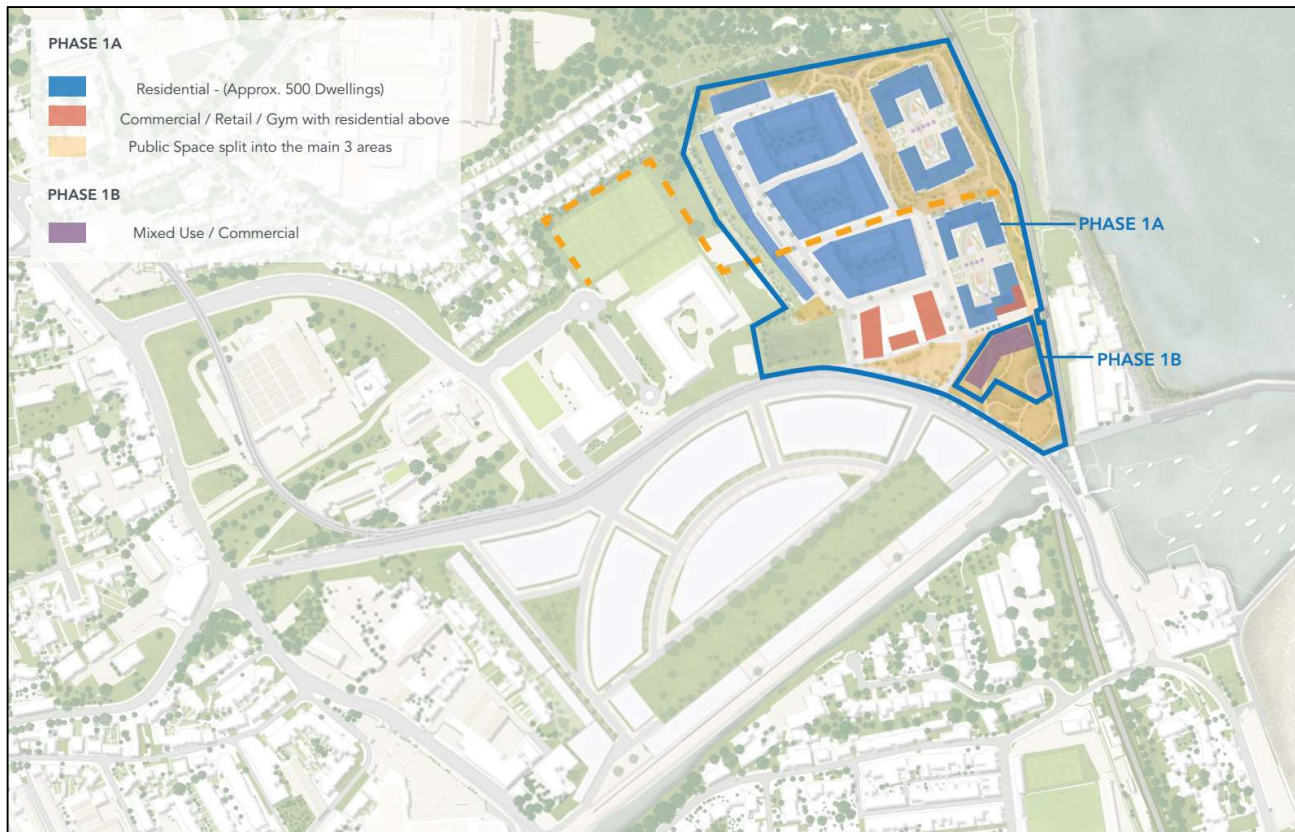 PHASE 1A
Residential - (Approx. 500 Dwellings)
Commercial / Retail / Gym with residential above
Public Space split into the main 3 areas
PHASE 1B
Mixed Use / Commercial
PHASE 1A
PHASE 1B